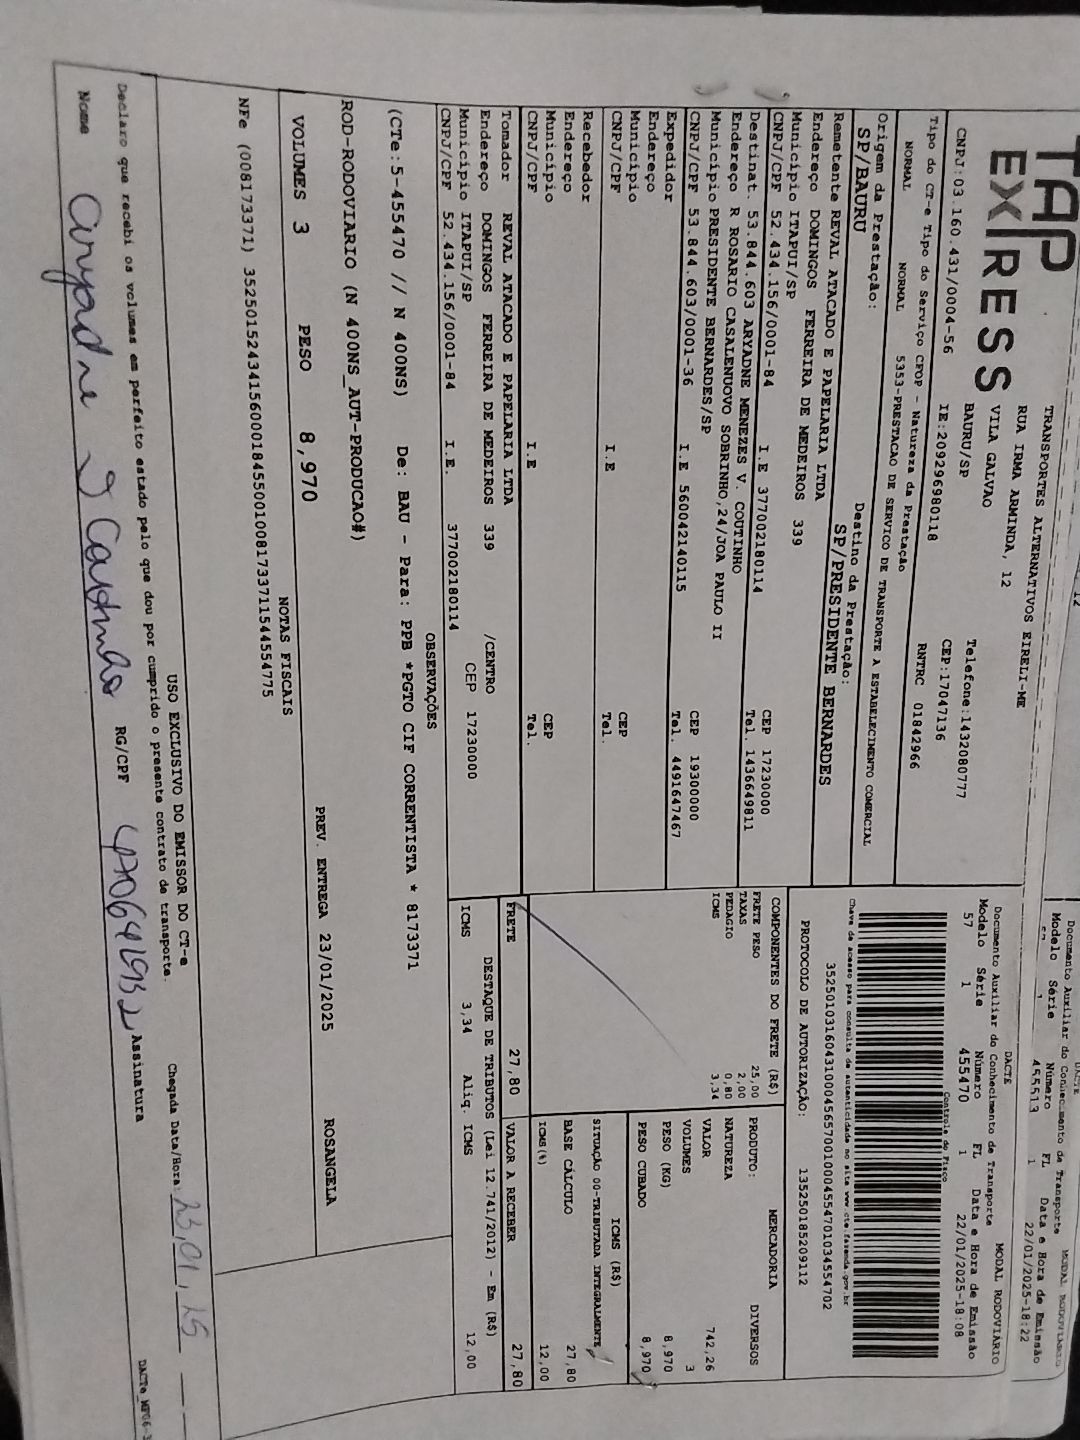 TAP
EXPRESS
TRANSPORTES ALTERNATIVOS EIRELI-ME
RUA IRMA ARMINDA, 12
VILA GALVAO
BAURU/SP
Telefone:1432080777
CEP:17047136
CNPJ:03.160.431/0004-56
IE:209296980118
RNTRC 01842966
Documento Auxiliar do Conhecimento de Transporte MODAL RODOVIARIO
Modelo Número FL Data e Hora de Emissão
1 455513 1 22/01/2025-18:22
DACTE
Documento Auxiliar do Conhecimento de Transporte MODAL RODOVIARIO
Modelo Série Número FL Data e Hora de Emissão
57 1 455470 1 22/01/2025-18:08
Controle do Fisco
Tipo do CT-e Tipo do Serviço CFOP - Natureza da Prestação
NORMAL NORMAL 5353-PRESTACAO DE SERVICO DE TRANSPORTE A ESTABELECIMENTO COMERCIAL
Chave de acesso para consulta de autenticidade no site www.cte.fazenda.gov.br
35250103160431000456570010004554701034554702
PROTOCOLO DE AUTORIZAÇÃO: 135250185209112
Origem da Prestação:
SP/BAURU
Destino da Prestação:
SP/PRESIDENTE BERNARDES
Remetente REVAL ATACADO E PAPELARIA LTDA
Endereço DOMINGOS FERREIRA DE MEDEIROS 339
Município ITAPUI/SP CEP 17230000
CNPJ/CPF 52.434.156/0001-84 I.E 377002180114 Tel. 1436649811
Destinat. 53.844.603 ARYADNE MENEZES V. COUTINHO
Endereço R ROSARIO CASALENUOVO SOBRINHO,24/JOA PAULO II
Município PRESIDENTE BERNARDES/SP CEP 19300000
CNPJ/CPF 53.844.603/0001-36 I.E 560042140115 Tel. 4491647467
Expedidor
Endereço
Município CEP
CNPJ/CPF I.E Tel.
Recebedor
Endereço
Município CEP
CNPJ/CPF I.E Tel.
Tomador REVAL ATACADO E PAPELARIA LTDA
Endereço DOMINGOS FERREIRA DE MEDEIROS 339 /CENTRO
Município ITAPUI/SP CEP 17230000
CNPJ/CPF 52.434.156/0001-84 I.E. 377002180114
COMPONENTES DO FRETE (R$)
FRETE PESO 25,00
TAXAS 2,00
PEDAGIO 0,80
ICMS 3,34
FRETE 27,80
MERCADORIA
PRODUTO: DIVERSOS
NATUREZA
VALOR 742,26
VOLUMES 3
PESO (KG) 8,970
PESO CUBADO 8,970
ICMS (R$)
SITUAÇÃO 00-TRIBUTADA INTEGRALMENTE
BASE CÁLCULO 27,80
ICMS(%) 12,00
VALOR A RECEBER 27,80
DESTAQUE DE TRIBUTOS (Lei 12.741/2012) - Em (R$)
ICMS 3,34 Aliq. ICMS 12,00
OBSERVAÇÕES
(CTe:5-455470 // N 400NS) De: BAU - Para: PPB *PGTO CIF CORRENTISTA * 8173371
ROD-RODOVIARIO (N 400NS_AUT-PRODUCAO#)
PREV. ENTREGA 23/01/2025 ROSANGELA
VOLUMES 3 PESO 8,970
NOTAS FISCAIS
NFe (008173371) 35250152434156000184550010081733711544554775
USO EXCLUSIVO DO EMISSOR DO CT-e
Declaro que recebi os volumes em perfeito estado pelo que dou por cumprido o presente contrato de transporte.
Chegada Data/Hora: 23,01,25
Nome RG/CPF Assinatura